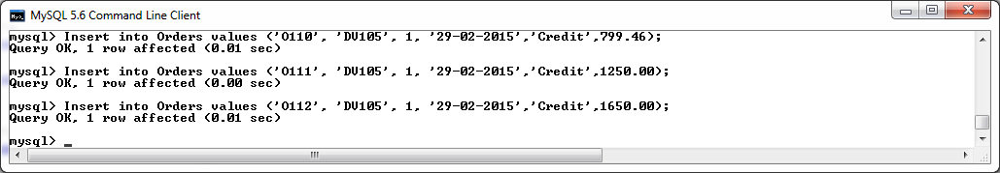 MySQL 5.6 Command Line Client
mysql> Insert into Orders values ('O110', 'DV105', 1, '29-02-2015','Credit',799.46);
Query OK, 1 row affected (0.01 sec)
mysql> Insert into Orders values ('O111', 'DV105', 1, '29-02-2015','Credit',1250.00);
Query OK, 1 row affected (0.00 sec)
mysql> Insert into Orders values ('O112', 'DV105', 1, '29-02-2015','Credit',1650.00);
Query OK, 1 row affected (0.01 sec)
mysql> _